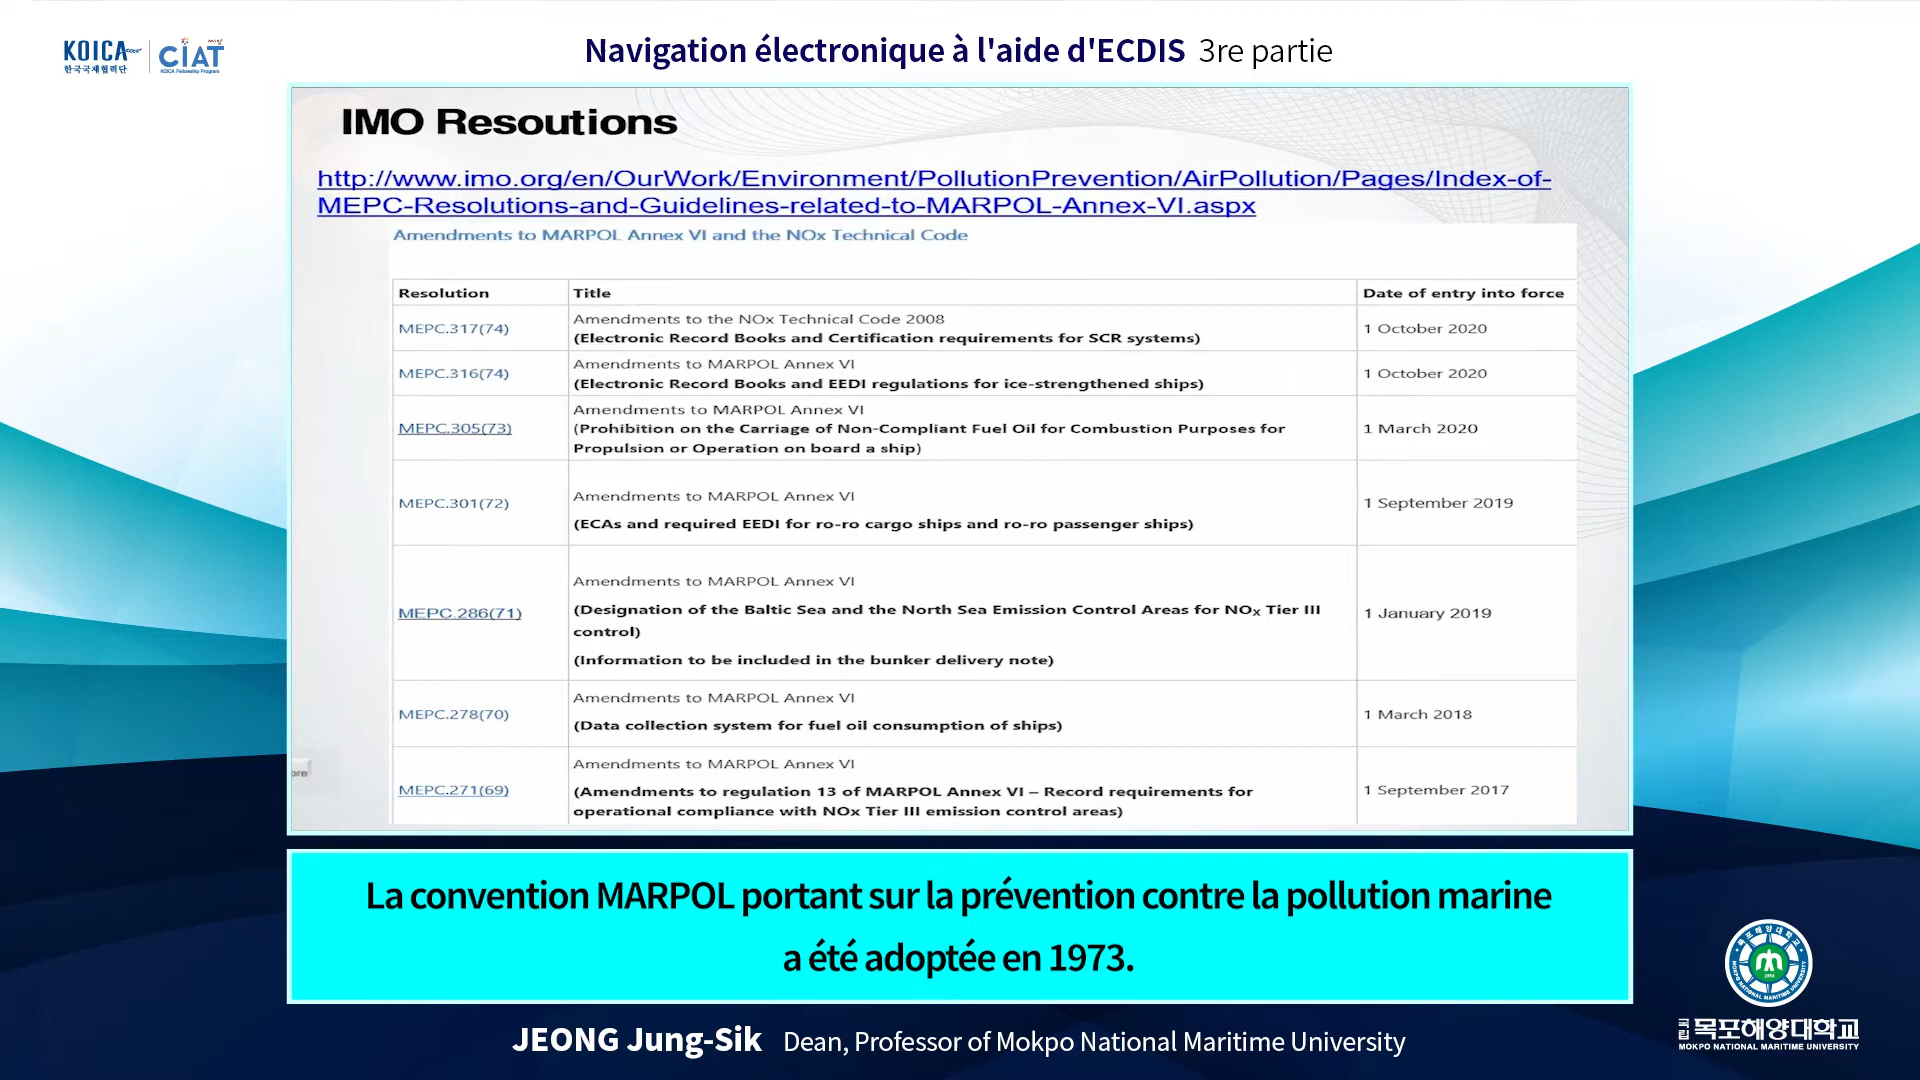 KOICA
한국국제협력단
CIAT
KOICA Fellowship Program
Navigation électronique à l'aide d'ECDIS 3re partie
IMO Resoutions
http://www.imo.org/en/OurWork/Environment/PollutionPrevention/AirPollution/Pages/Index-of-
MEPC-Resolutions-and-Guidelines-related-to-MARPOL-Annex-VI.aspx
Amendments to MARPOL Annex VI and the NOx Technical Code
Resolution Title Date of entry into force
MEPC.317(74) Amendments to the NOx Technical Code 2008 1 October 2020
(Electronic Record Books and Certification requirements for SCR systems)
MEPC.316(74) Amendments to MARPOL Annex VI 1 October 2020
(Electronic Record Books and EEDI regulations for ice-strengthened ships)
MEPC.305(73) Amendments to MARPOL Annex VI 1 March 2020
(Prohibition on the Carriage of Non-Compliant Fuel Oil for Combustion Purposes for
Propulsion or Operation on board a ship)
MEPC.301(72) Amendments to MARPOL Annex VI 1 September 2019
(ECAs and required EEDI for ro-ro cargo ships and ro-ro passenger ships)
MEPC.286(71) Amendments to MARPOL Annex VI 1 January 2019
(Designation of the Baltic Sea and the North Sea Emission Control Areas for NOx Tier III
control)
(Information to be included in the bunker delivery note)
MEPC.278(70) Amendments to MARPOL Annex VI 1 March 2018
(Data collection system for fuel oil consumption of ships)
MEPC.271(69) Amendments to MARPOL Annex VI 1 September 2017
(Amendments to regulation 13 of MARPOL Annex VI – Record requirements for
operational compliance with NOx Tier III emission control areas)
La convention MARPOL portant sur la prévention contre la pollution marine
a été adoptée en 1973.
JEONG Jung-Sik Dean, Professor of Mokpo National Maritime University
국립 목포해양대학교
MOKPO NATIONAL MARITIME UNIVERSITY